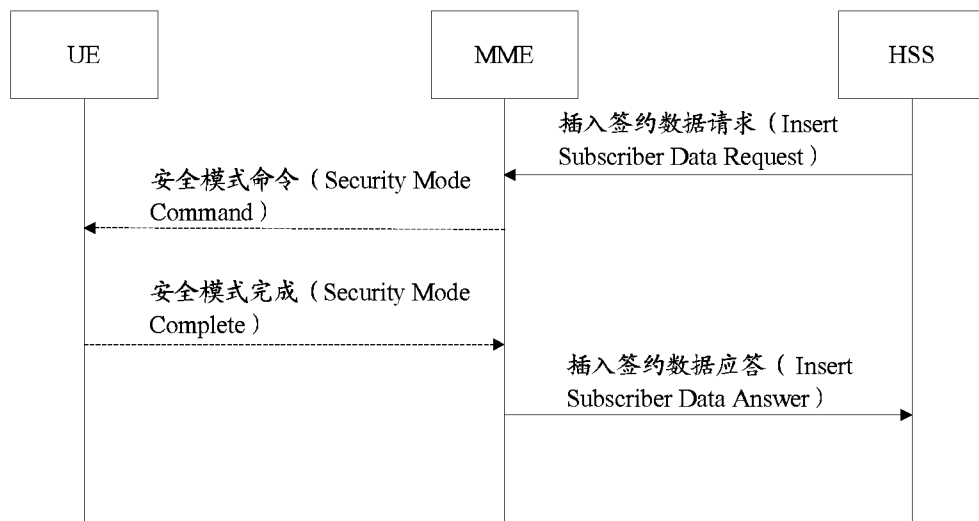 UE
MME
HSS
插入签约数据请求（Insert
Subscriber Data Request）
安全模式命令（Security Mode
Command）
安全模式完成（Security Mode
Complete）
插入签约数据应答（ Insert
Subscriber Data Answer）